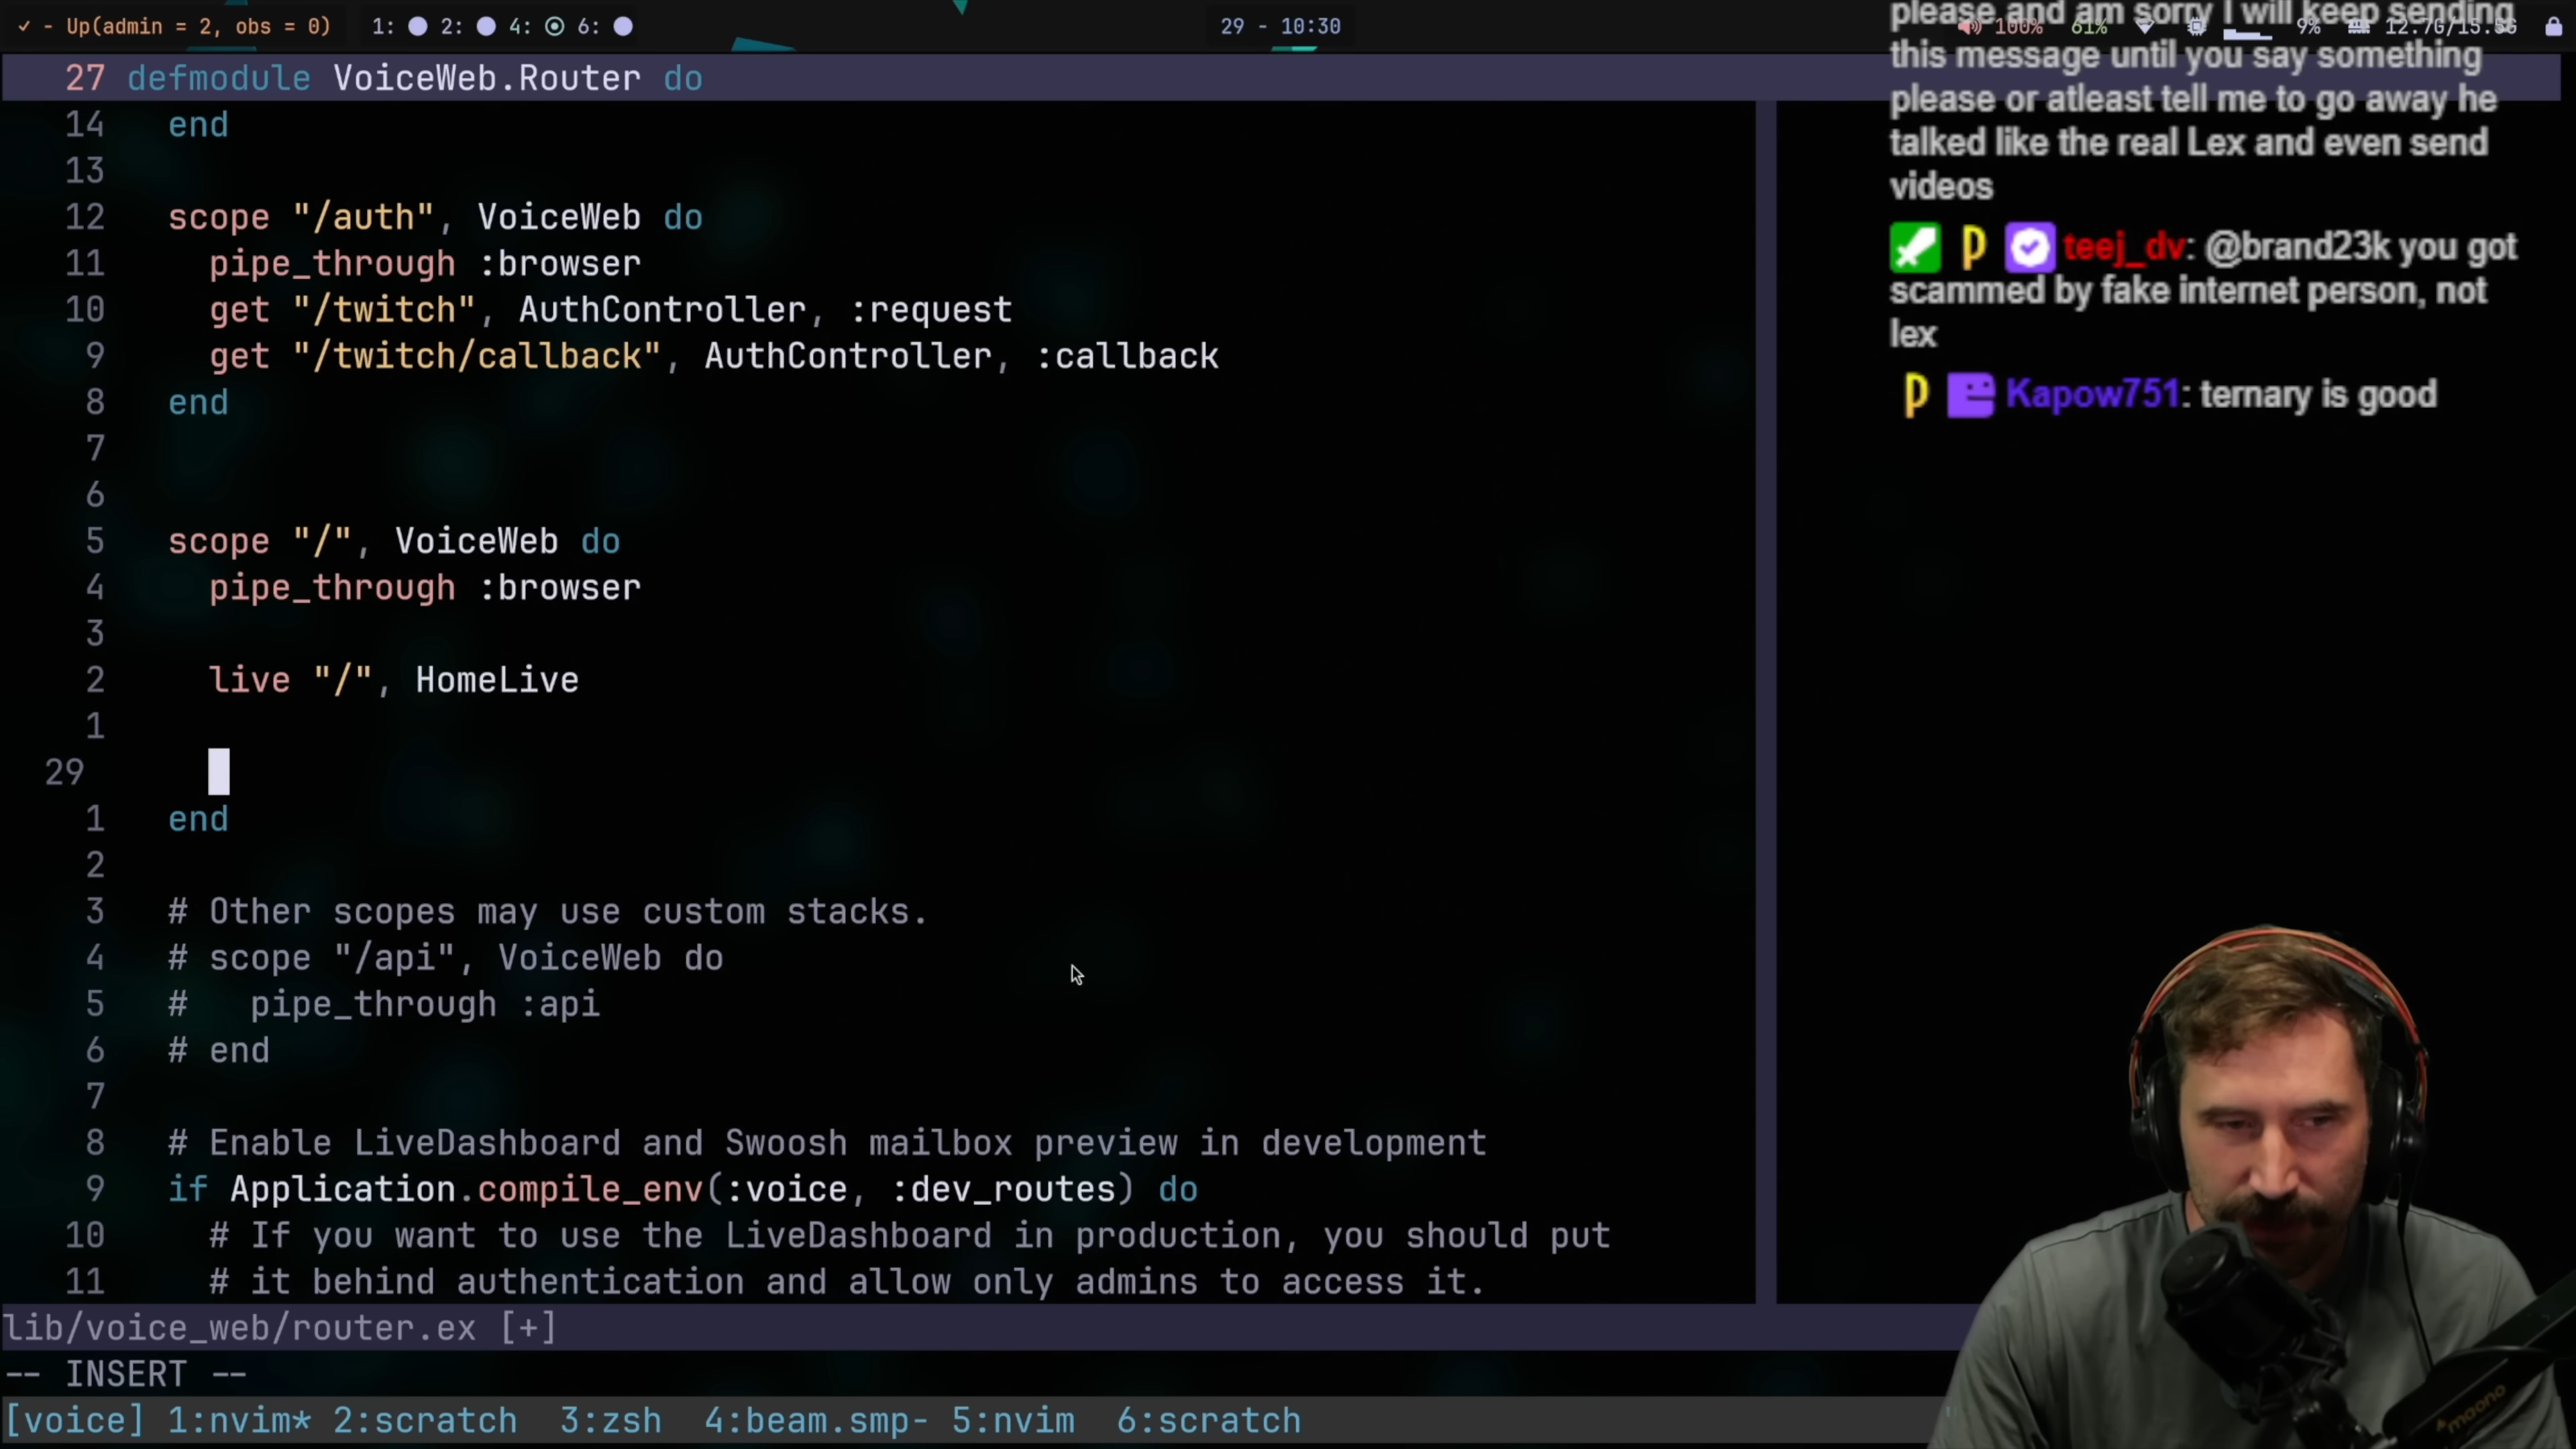 ✓ - Up(admin = 2, obs = 0) 1: 2: 4: 6: 29 - 10:30 100% 61% 9% 12.7G/15.5G
27 defmodule VoiceWeb.Router do
14 end
13
12 scope "/auth", VoiceWeb do
11 pipe_through :browser
10 get "/twitch", AuthController, :request
9 get "/twitch/callback", AuthController, :callback
8 end
7
6
5 scope "/", VoiceWeb do
4 pipe_through :browser
3
2 live "/", HomeLive
1
29
1 end
2
3 # Other scopes may use custom stacks.
4 # scope "/api", VoiceWeb do
5 # pipe_through :api
6 # end
7
8 # Enable LiveDashboard and Swoosh mailbox preview in development
9 if Application.compile_env(:voice, :dev_routes) do
10 # If you want to use the LiveDashboard in production, you should put
11 # it behind authentication and allow only admins to access it.
lib/voice_web/router.ex [+]
-- INSERT --
[voice] 1:nvim* 2:scratch 3:zsh 4:beam.smp- 5:nvim 6:scratch
please and am sorry I will keep sending
this message until you say something
please or atleast tell me to go away he
talked like the real Lex and even send
videos
teej_dv: @brand23k you got
scammed by fake internet person, not
lex
Kapow751: ternary is good
maono